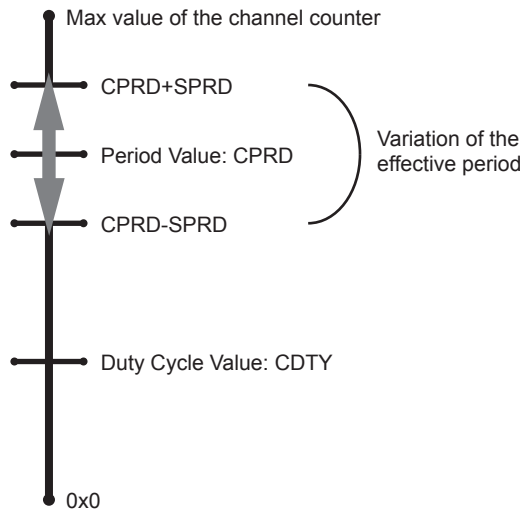 Max value of the channel counter
CPRD+SPRD
Period Value: CPRD
Variation of the
effective period
CPRD-SPRD
Duty Cycle Value: CDTY
0x0